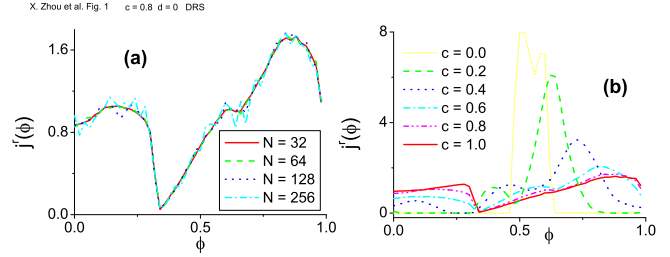 X. Zhou et al. Fig. 1 c = 0.8 d = 0 DRS
(a)
jʳ(ϕ)
1.6
0.8
0.0
0.0 0.5 1.0
ϕ
N = 32
N = 64
N = 128
N = 256
(b)
jʳ(ϕ)
8
4
0
0.0 0.5 1.0
ϕ
c = 0.0
c = 0.2
c = 0.4
c = 0.6
c = 0.8
c = 1.0